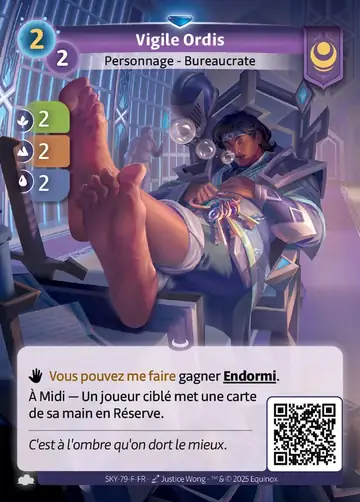 2
Vigile Ordis
2
Personnage - Bureaucrate
2
2
2
Vous pouvez me faire gagner Endormi.
À Midi — Un joueur ciblé met une carte
de sa main en Réserve.
C'est à l'ombre qu'on dort le mieux.
SKY-79-F-FR - Justice Wong - ™ & © 2025 Equinox